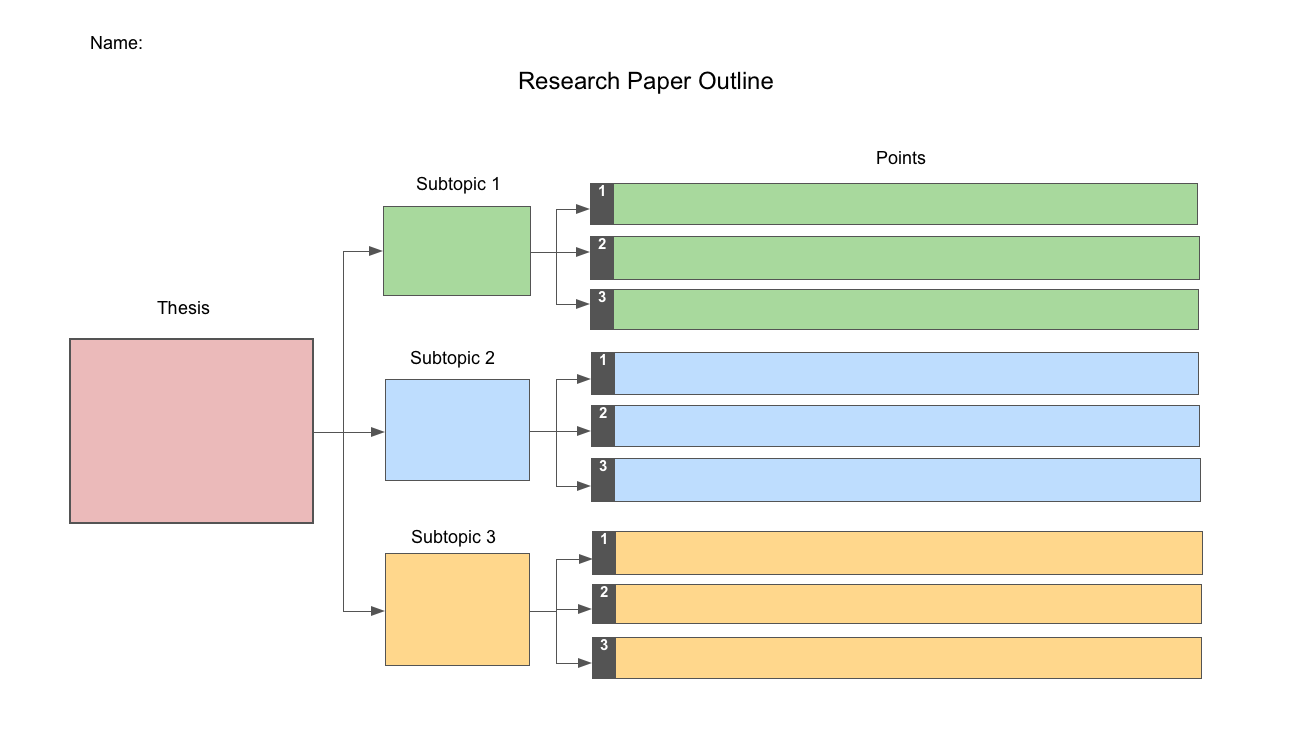 Name:
Research Paper Outline
Points
Subtopic 1
1
2
3
Thesis
Subtopic 2
1
2
3
Subtopic 3
1
2
3